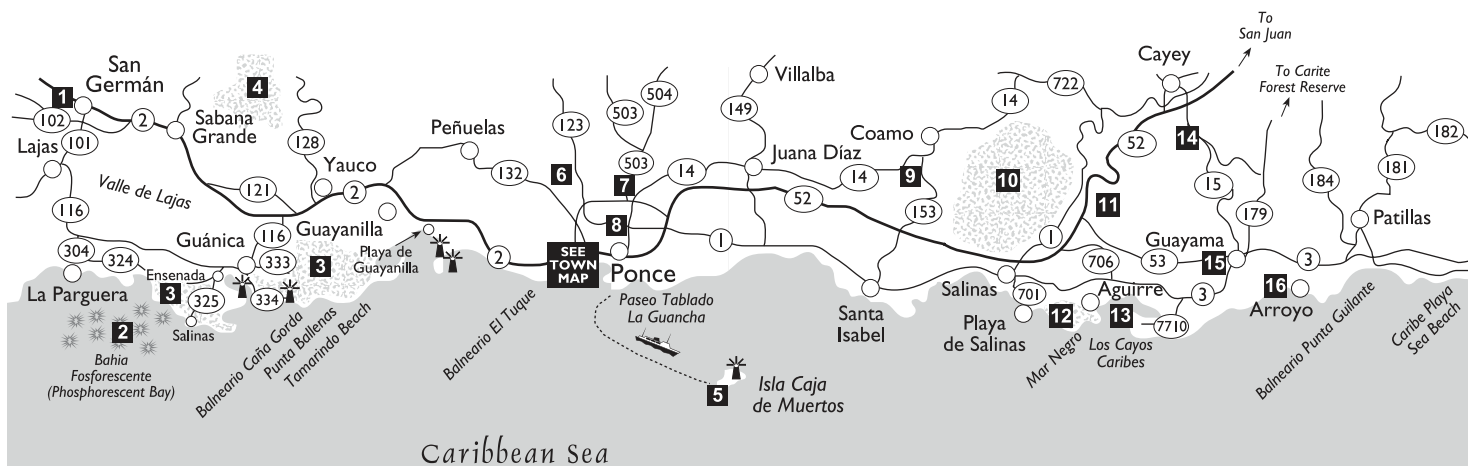 To
San Juan
To Carite
Forest Reserve
San
Germán
1
102
101
2
Lajas
Sabana
Grande
4
128
Valle de Lajas
121
Yauco
2
116
304
324
La Parguera
Guánica
116
333
Guayanilla
Ensenada
3
325
334
3
Salinas
2
Bahia
Fosforescente
(Phosphorescent Bay)
Balneario Caña Gorda
Punta Ballenas
Tamarindo Beach
Peñuelas
132
Playa de
Guayanilla
2
Balneario El Tuque
123
503
504
503
6
7
8
SEE
TOWN
MAP
Ponce
14
149
Villalba
Juana Díaz
1
52
14
Paseo Tablado
La Guancha
5
Isla Caja
de Muertos
Coamo
9
153
14
722
10
Santa
Isabel
Salinas
701
Playa
de Salinas
1
11
52
Cayey
14
15
179
706
53
Guayama
15
Aguirre
12
13
Mar Negro
Los Cayos
Caribes
7710
3
3
16
Arroyo
184
181
182
Patillas
Balneario Punta Guilante
Caribe Playa
Sea Beach
Caribbean Sea